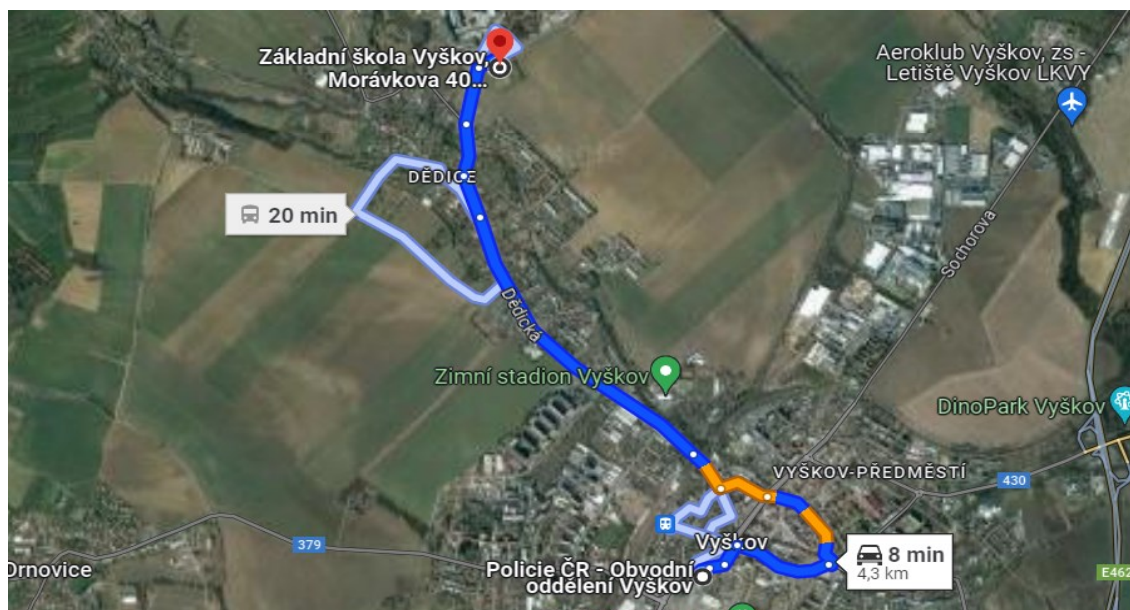 Základní škola Vyškov,
Morávkova 40...
Aeroklub Vyškov, zs -
Letiště Vyškov LKVY
DĚDICE
20 min
Sochorova
Dědická
Zimní stadion Vyškov
DinoPark Vyškov
VYŠKOV-PŘEDMĚSTÍ
430
379
Vyškov
8 min
4,3 km
Drnovice
Policie ČR - Obvodní
oddělení Vyškov
E462